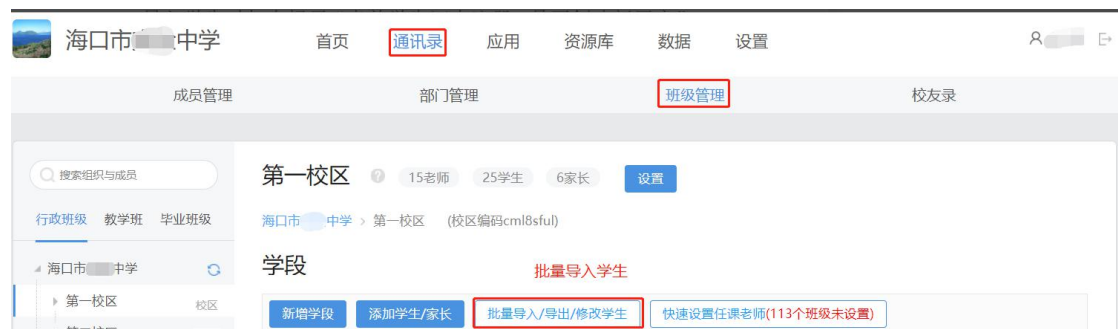 海口市 中学 首页 通讯录 应用 资源库 数据 设置
成员管理 部门管理 班级管理 校友录
搜索组织与成员
第一校区 15老师 25学生 6家长 设置
行政班级 教学班 毕业班级
海口市 中学 > 第一校区 (校区编码cml8sful)
海口市 中学
学段
批量导入学生
第一校区 校区
新增学段 添加学生/家长 批量导入/导出/修改学生 快速设置任课老师(113个班级未设置)